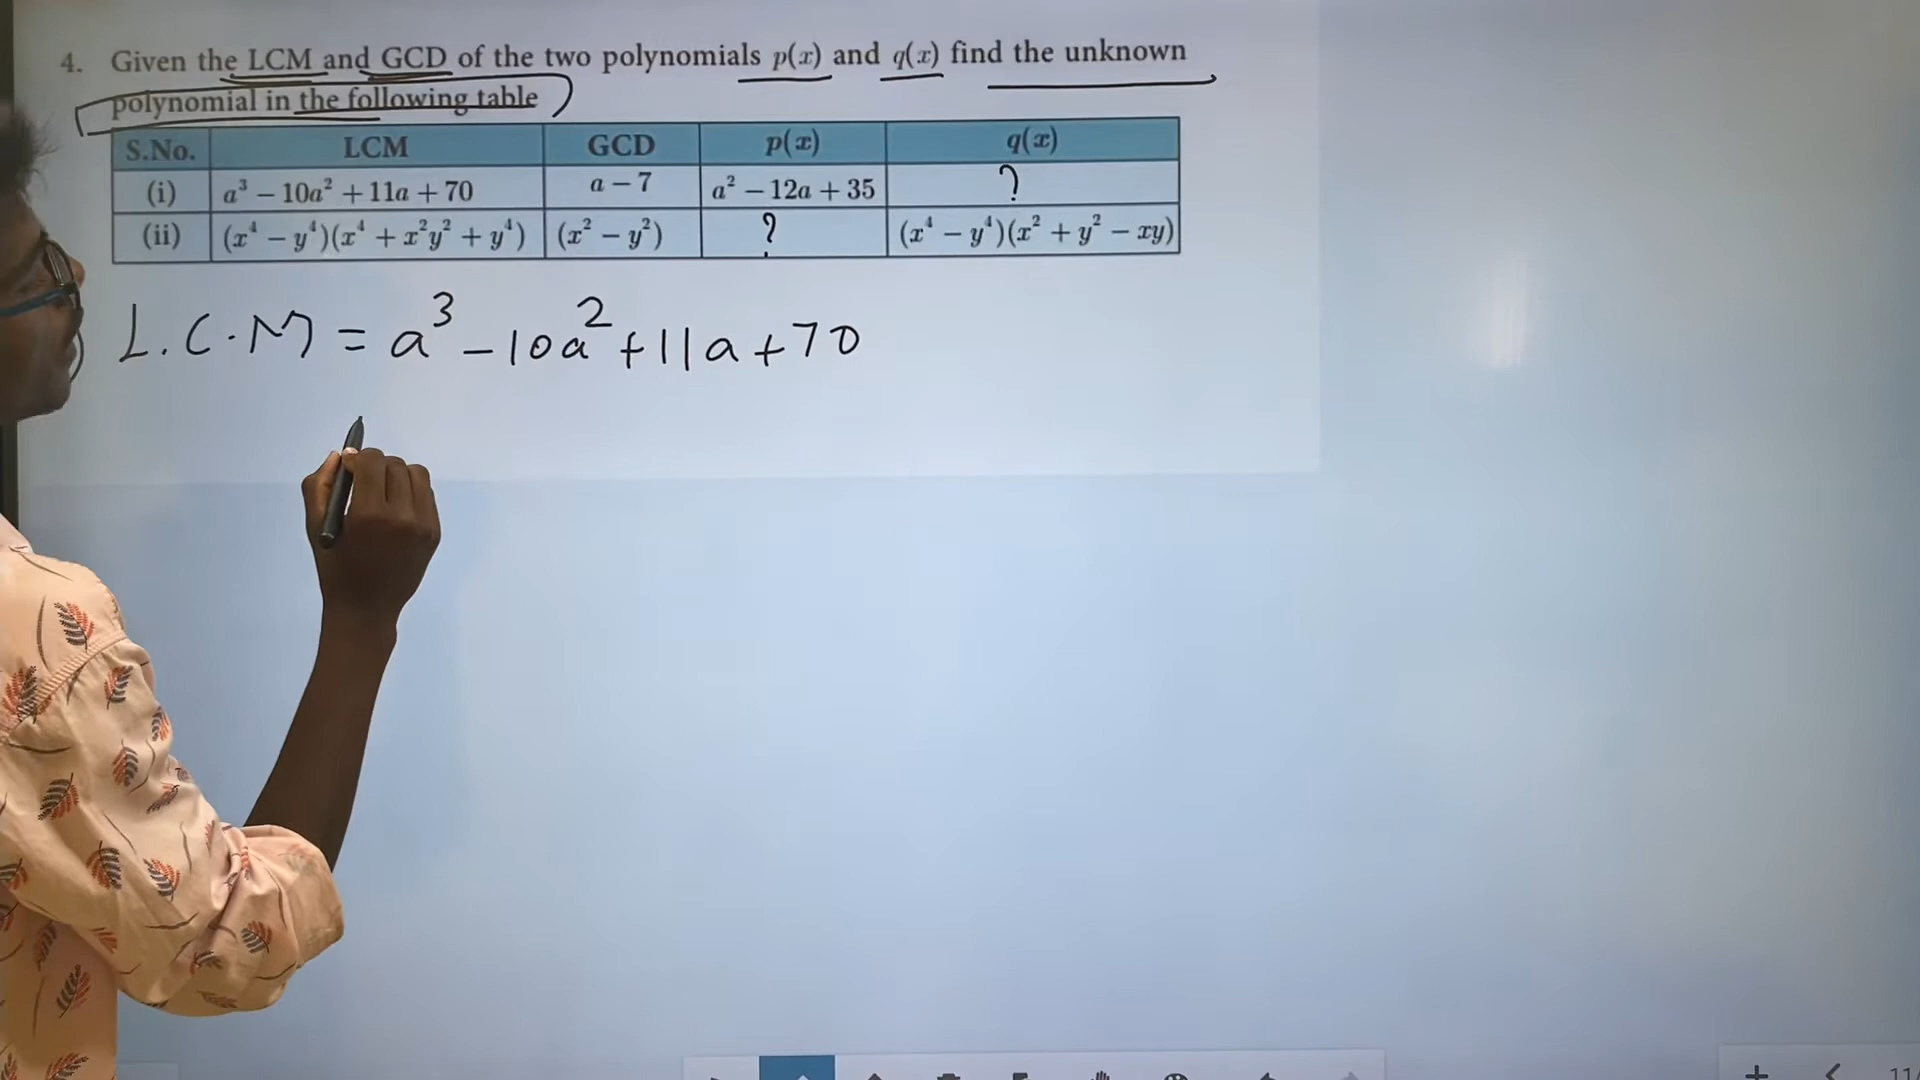 4. Given the LCM and GCD of the two polynomials p(x) and q(x) find the unknown
polynomial in the following table
S.No. LCM GCD p(x) q(x)
(i) a³ − 10a² + 11a + 70 a − 7 a² − 12a + 35 ?
(ii) (x⁴ − y⁴)(x⁴ + x²y² + y⁴) (x² − y²) ? (x⁴ − y⁴)(x² + y² − xy)
L.C.M = a³ − 10a² + 11a + 70